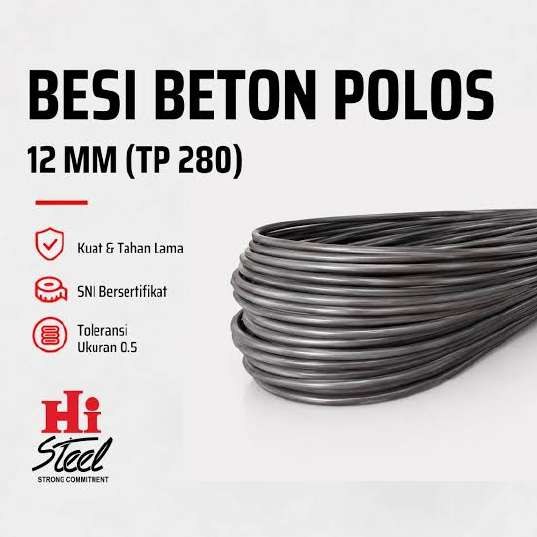 BESI BETON POLOS
12 MM (TP 280)
Kuat & Tahan Lama
SNI Bersertifikat
Toleransi
Ukuran 0.5
Hi
Steel
STRONG COMMITMENT